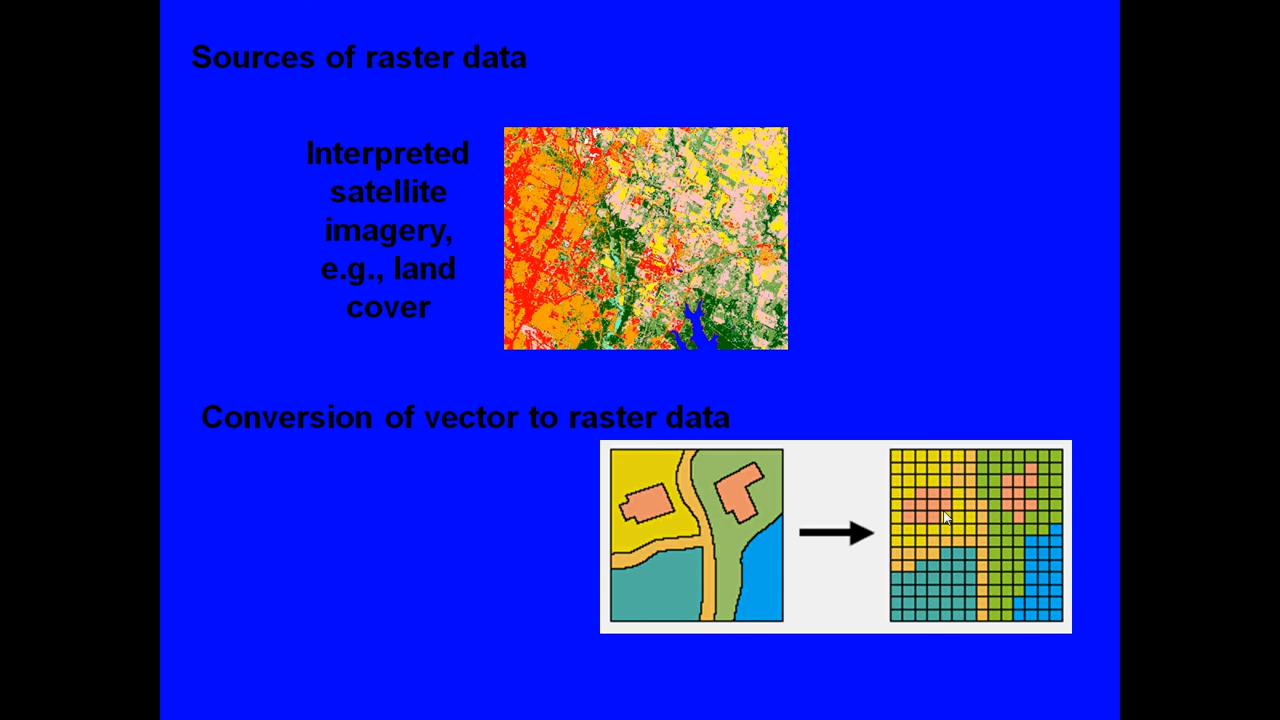 Sources of raster data
Interpreted
satellite
imagery,
e.g., land
cover
Conversion of vector to raster data